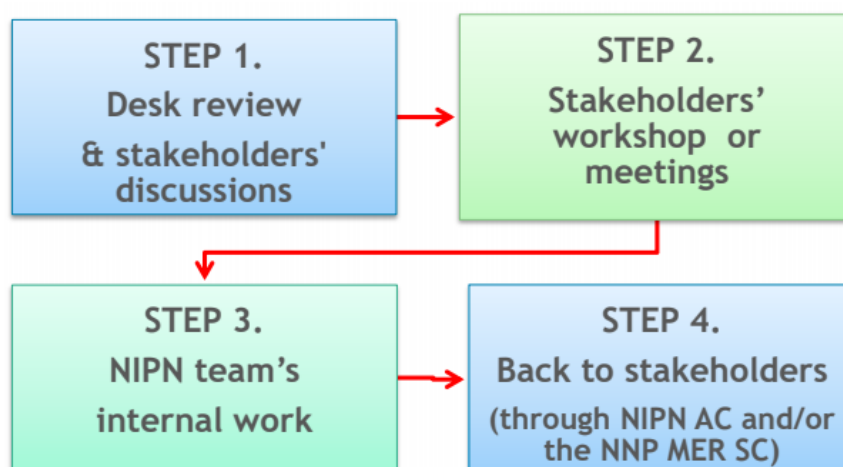 STEP 1.
Desk review
& stakeholders'
discussions
STEP 2.
Stakeholders’
workshop or
meetings
STEP 3.
NIPN team’s
internal work
STEP 4.
Back to stakeholders
(through NIPN AC and/or
the NNP MER SC)